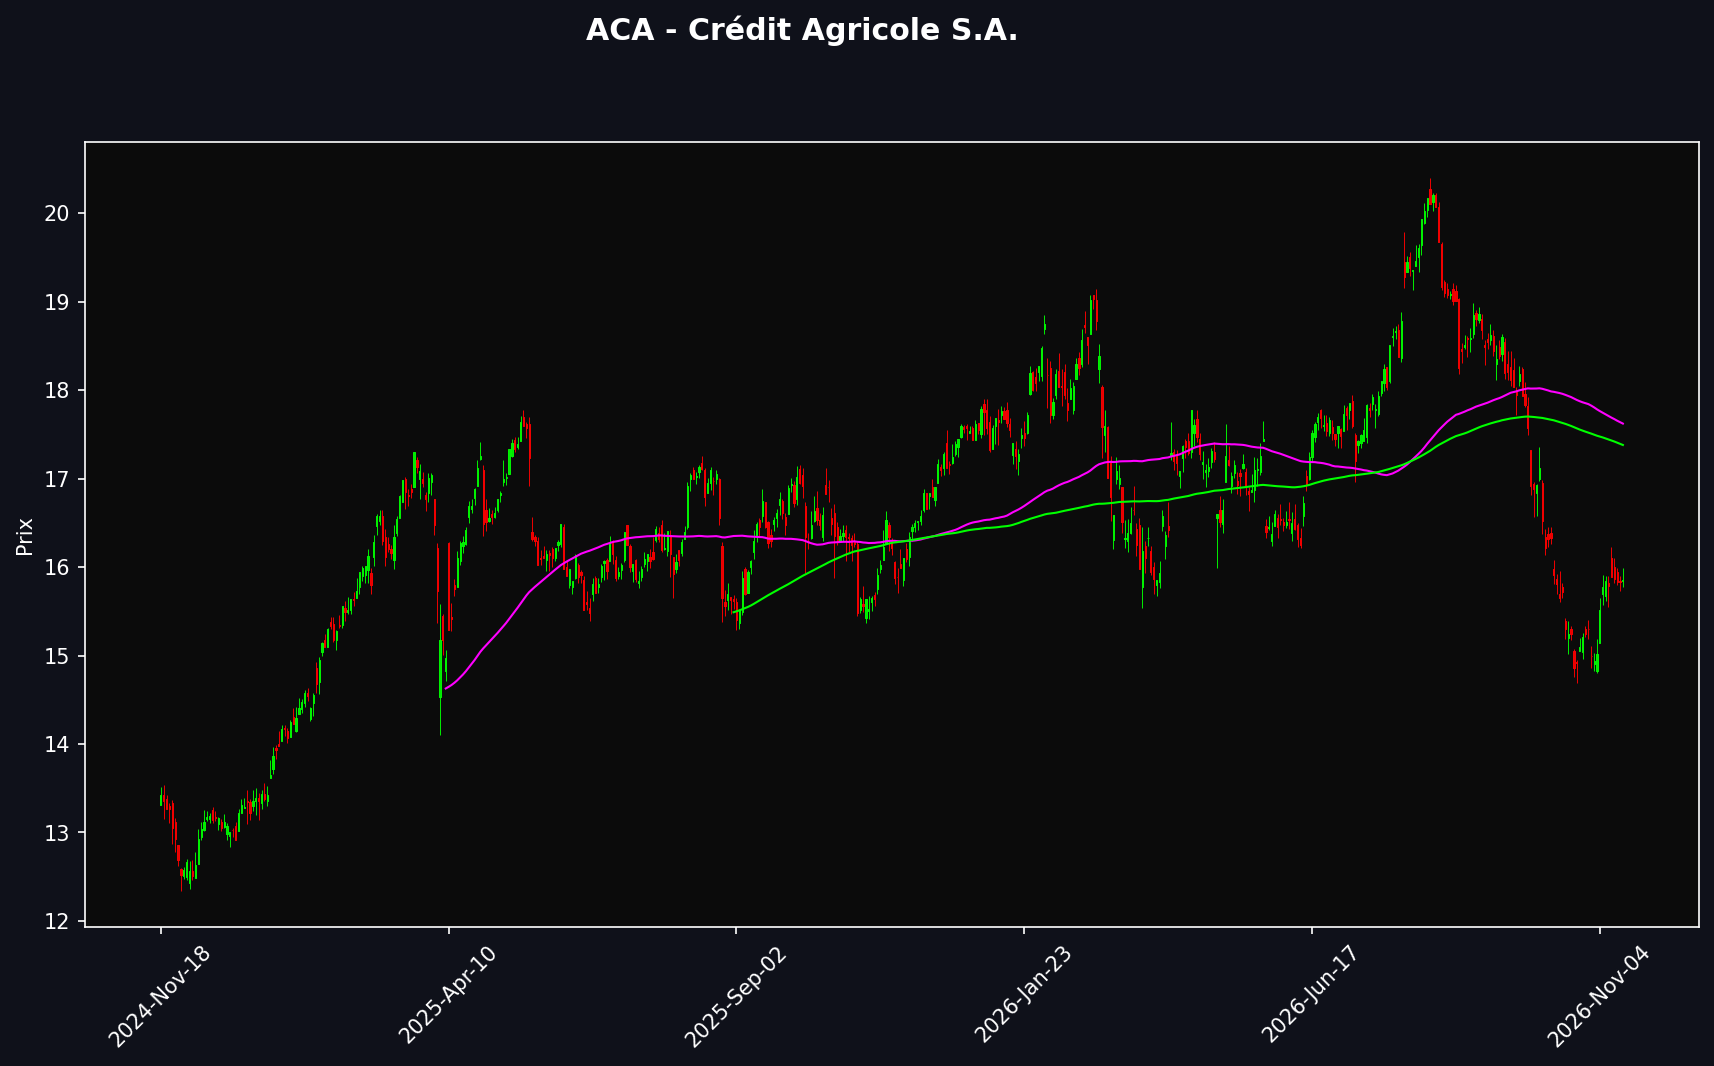 ACA - Crédit Agricole S.A.
Prix
20
19
18
17
16
15
14
13
12
2024-Nov-18
2025-Apr-10
2025-Sep-02
2026-Jan-23
2026-Jun-17
2026-Nov-04